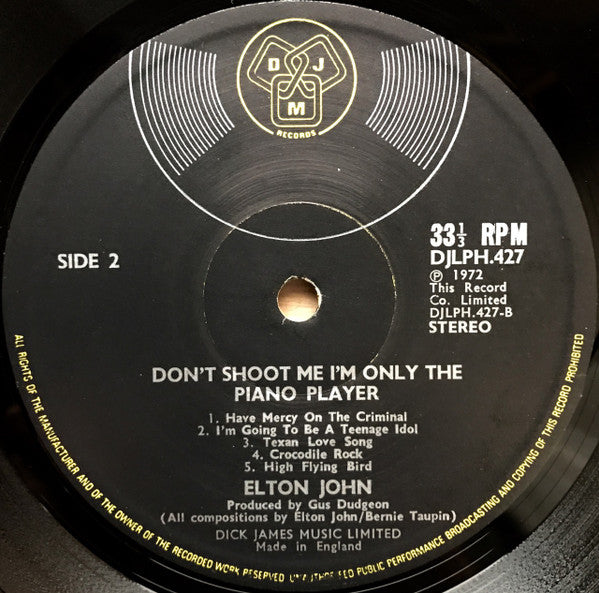 D J
M
RECORDS
SIDE 2
33⅓ RPM
DJLPH.427
Ⓟ 1972
This Record
Co. Limited
DJLPH.427-B
STEREO
DON'T SHOOT ME I'M ONLY THE
PIANO PLAYER
1. Have Mercy On The Criminal
2. I'm Going To Be A Teenage Idol
3. Texan Love Song
4. Crocodile Rock
5. High Flying Bird
ELTON JOHN
Produced by Gus Dudgeon
(All compositions by Elton John/Bernie Taupin)
DICK JAMES MUSIC LIMITED
Made in England
ALL RIGHTS OF THE MANUFACTURER AND OF THE OWNER OF THE RECORDED WORK RESERVED PUBLIC PERFORMANCE BROADCASTING AND COPYING OF THIS RECORD PROHIBITED